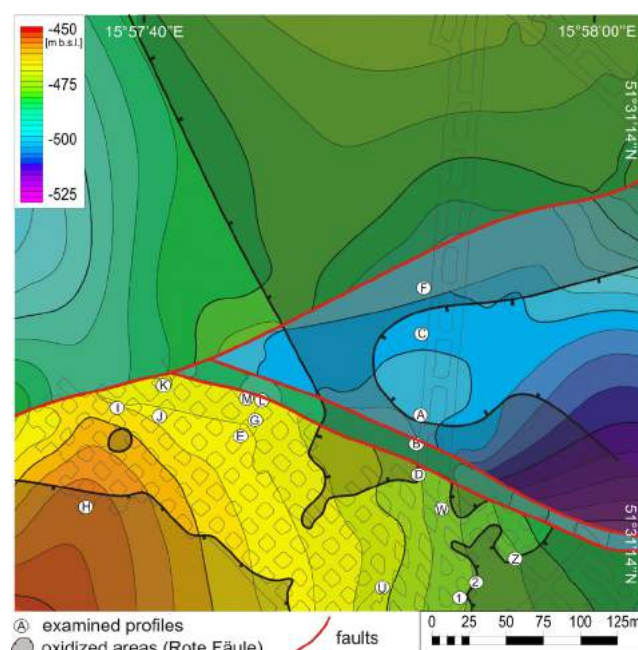 -450
[m b.s.l.]
-475
-500
-525
15°57'40"E
15°58'00"E
51°31'14"N
F
C
K
M L
I
J
G
E
A
B
D
H
W
Z
2
U
1
51°31'14"N
Ⓐ examined profiles
oxidized areas (Rote Fäule)
faults
0 25 50 75 100 125m